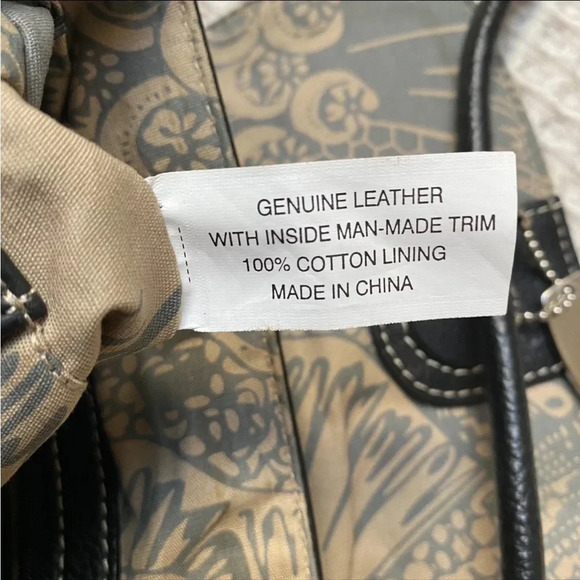 GENUINE LEATHER
WITH INSIDE MAN-MADE TRIM
100% COTTON LINING
MADE IN CHINA